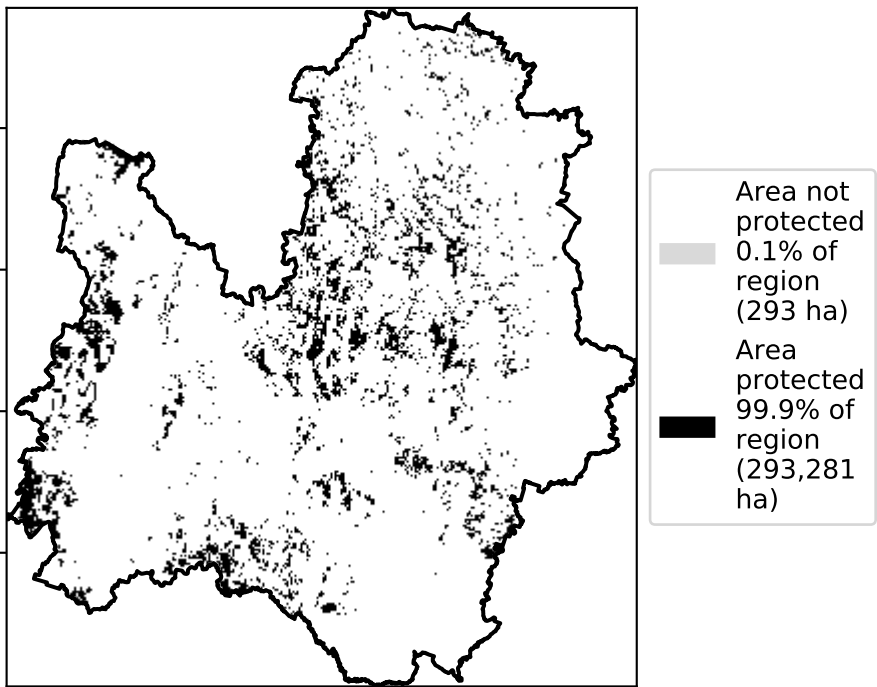 Area not
protected
0.1% of
region
(293 ha)
Area
protected
99.9% of
region
(293,281
ha)